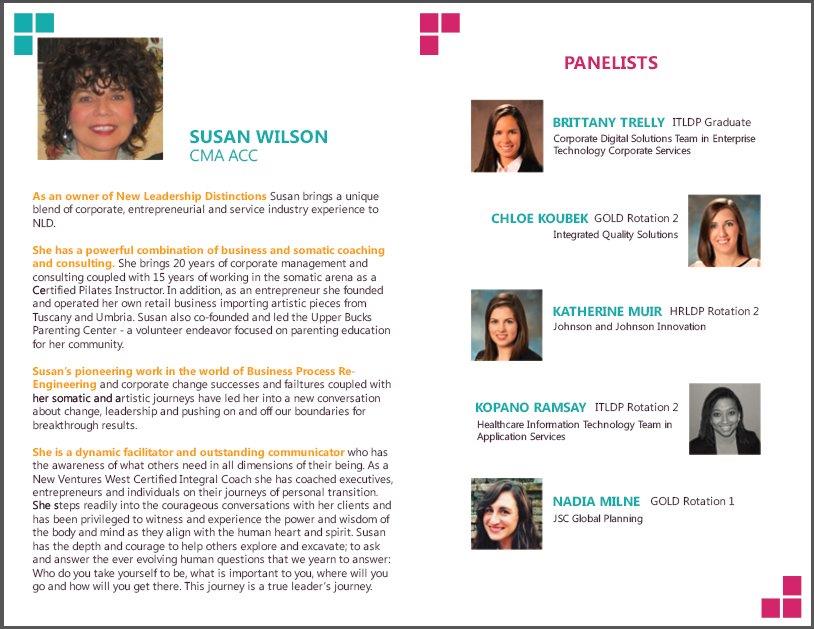 SUSAN WILSON
CMA ACC
As an owner of New Leadership Distinctions Susan brings a unique
blend of corporate, entrepreneurial and service industry experience to
NLD.
She has a powerful combination of business and somatic coaching
and consulting. She brings 20 years of corporate management and
consulting coupled with 15 years of working in the somatic arena as a
Certified Pilates Instructor. In addition, as an entrepreneur she founded
and operated her own retail business importing artistic pieces from
Tuscany and Umbria. Susan also co-founded and led the Upper Bucks
Parenting Center - a volunteer endeavor focused on parenting education
for her community.
Susan's pioneering work in the world of Business Process Re-
Engineering and corporate change successes and failtures coupled with
her somatic and artistic journeys have led her into a new conversation
about change, leadership and pushing on and off our boundaries for
breakthrough results.
She is a dynamic facilitator and outstanding communicator who has
the awareness of what others need in all dimensions of their being. As a
New Ventures West Certified Integral Coach she has coached executives,
entrepreneurs and individuals on their journeys of personal transition.
She steps readily into the courageous conversations with her clients and
has been privileged to witness and experience the power and wisdom of
the body and mind as they align with the human heart and spirit. Susan
has the depth and courage to help others explore and excavate; to ask
and answer the ever evolving human questions that we yearn to answer:
Who do you take yourself to be, what is important to you, where will you
go and how will you get there. This journey is a true leader's journey.
PANELISTS
BRITTANY TRELLY ITLDP Graduate
Corporate Digital Solutions Team in Enterprise
Technology Corporate Services
CHLOE KOUBEK GOLD Rotation 2
Integrated Quality Solutions
KATHERINE MUIR HRLDP Rotation 2
Johnson and Johnson Innovation
KOPANO RAMSAY ITLDP Rotation 2
Healthcare Information Technology Team in
Application Services
NADIA MILNE GOLD Rotation 1
JSC Global Planning